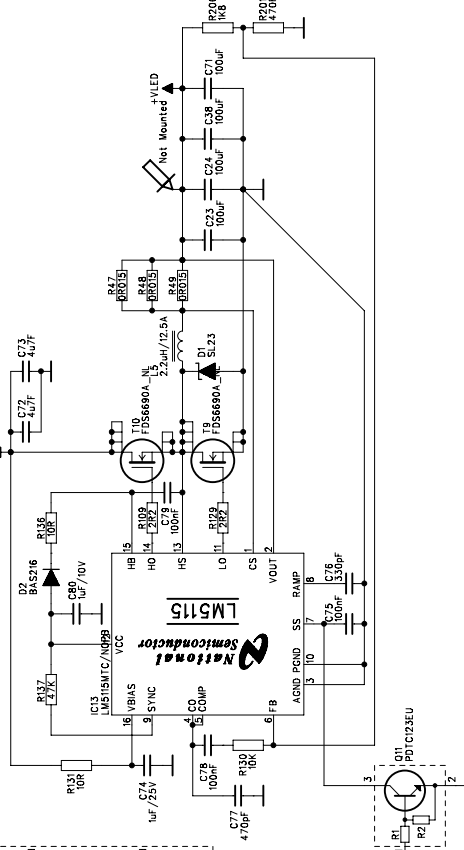 R200
1KB
R201
470R
C71
100uF
+VLED
C38
100uF
Not Mounted
C24
100uF
C23
100uF
R47
0R015
R48
0R015
R49
0R015
L5
2.2uH/12.5A
D1
SL23
C73
4u7F
C72
4u7F
T10
FDS6690A_NL
T9
FDS6690A_NL
R136
10R
R109
2R2
C79
100nF
R129
2R2
D2
BAS216
C80
1uF/10V
15
14
13
11
1
2
HB
HO
HS
LO
CS
VOUT
IC13
LM5115MTC/NOPB
VCC
LM5115
National
Semiconductor
RAMP
8
C76
330pF
SS
7
C75
100nF
PGND
10
AGND
3
R137
47K
VBIAS
16
SYNC
9
CO
4
COMP
5
FB
6
R131
10R
C74
1uF/25V
C78
100nF
R130
10K
C77
470pF
Q11
PDTC123EU
3
2
R1
R2